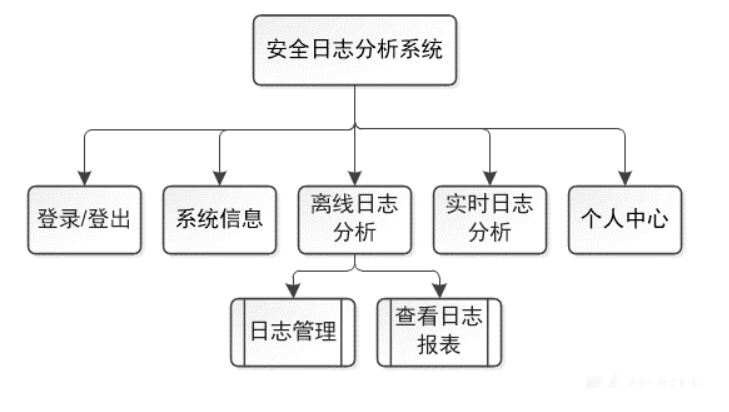 安全日志分析系统
登录/登出
系统信息
离线日志
分析
实时日志
分析
个人中心
日志管理
查看日志
报表